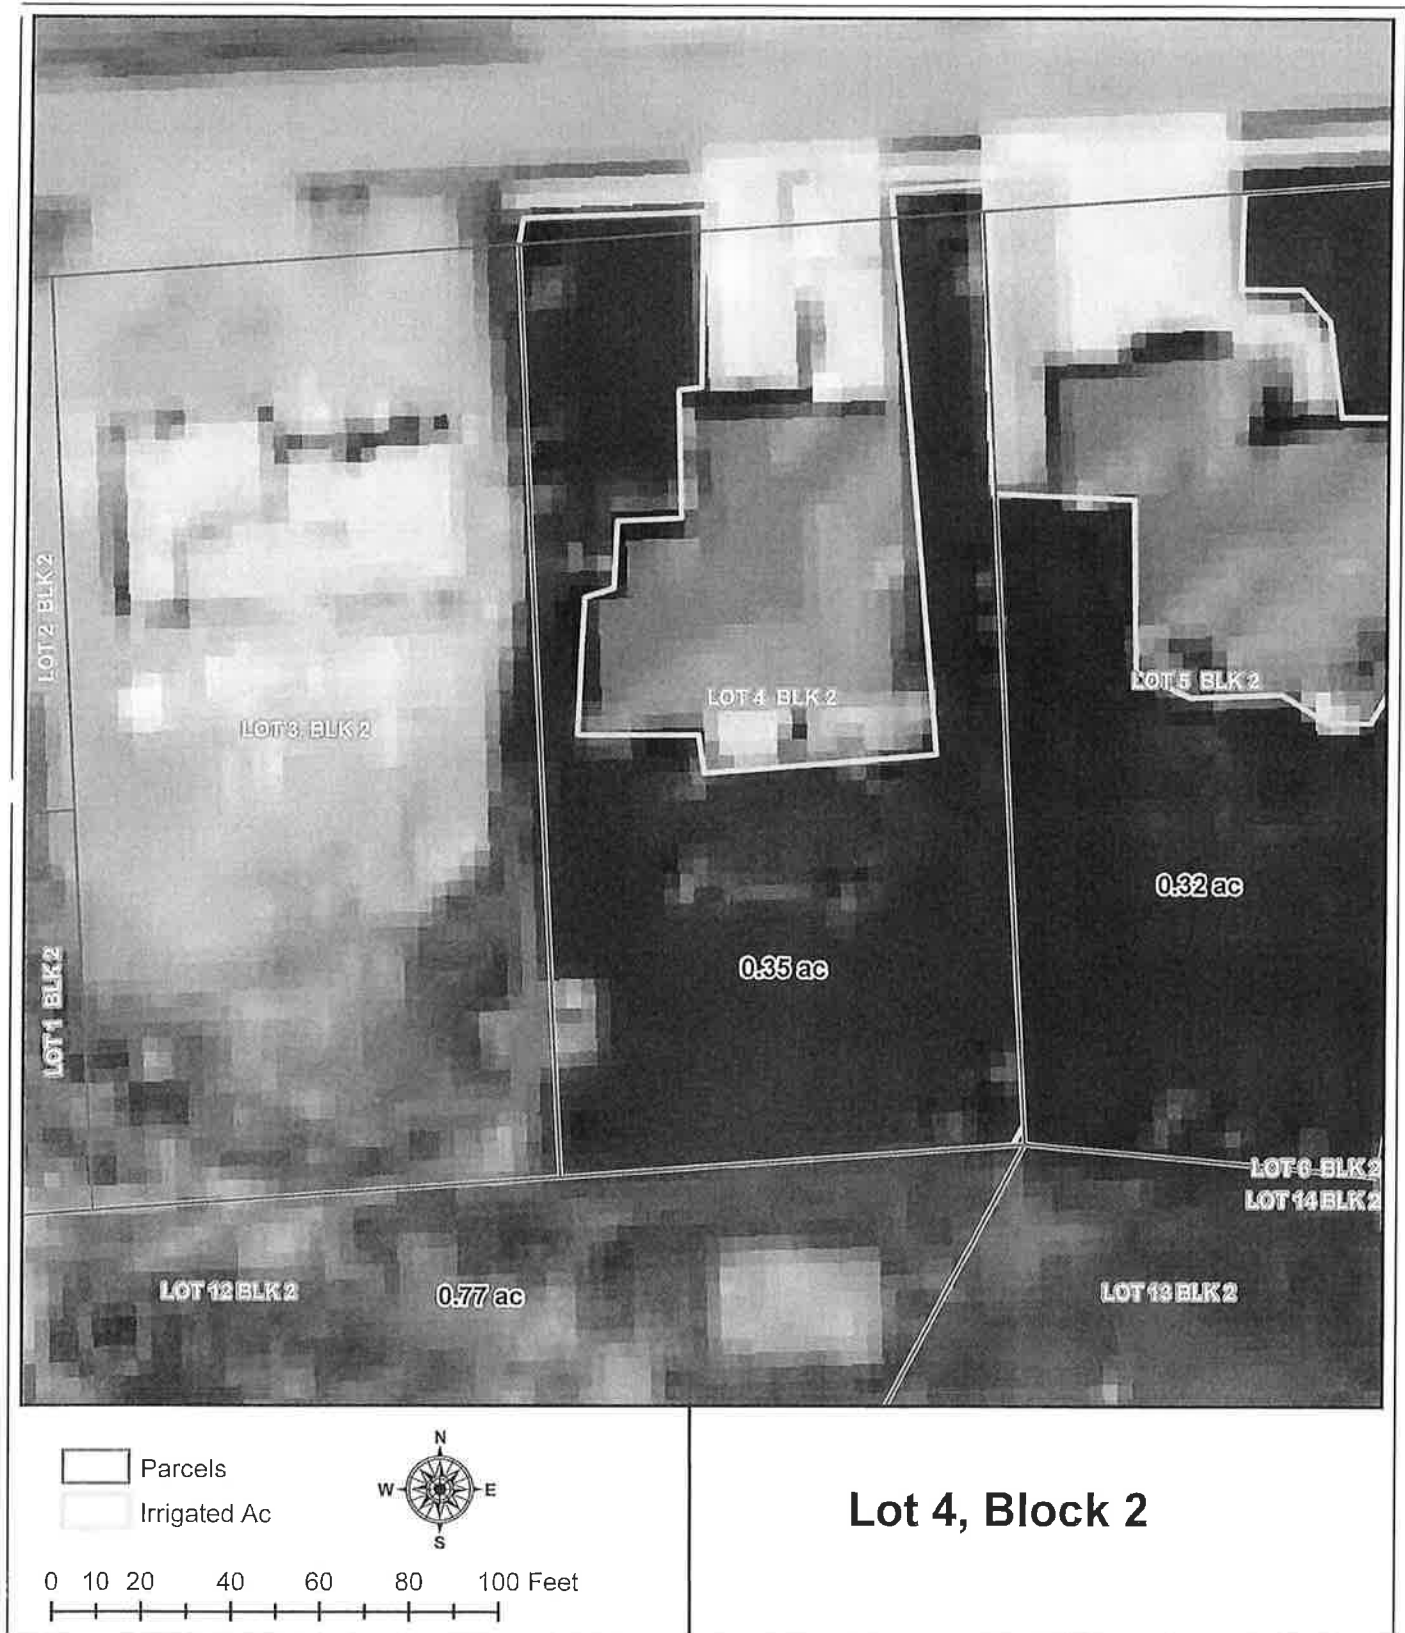 LOT 2 BLK 2
LOT 4 BLK 2
LOT 5 BLK 2
LOT 3, BLK 2
0.32 ac
0.35 ac
LOT 1 BLK 2
LOT 6 BLK 2
LOT 14 BLK 2
LOT 12 BLK 2
0.77 ac
LOT 13 BLK 2
Parcels
Irrigated Ac
N
W E
S
Lot 4, Block 2
0 10 20 40 60 80 100 Feet